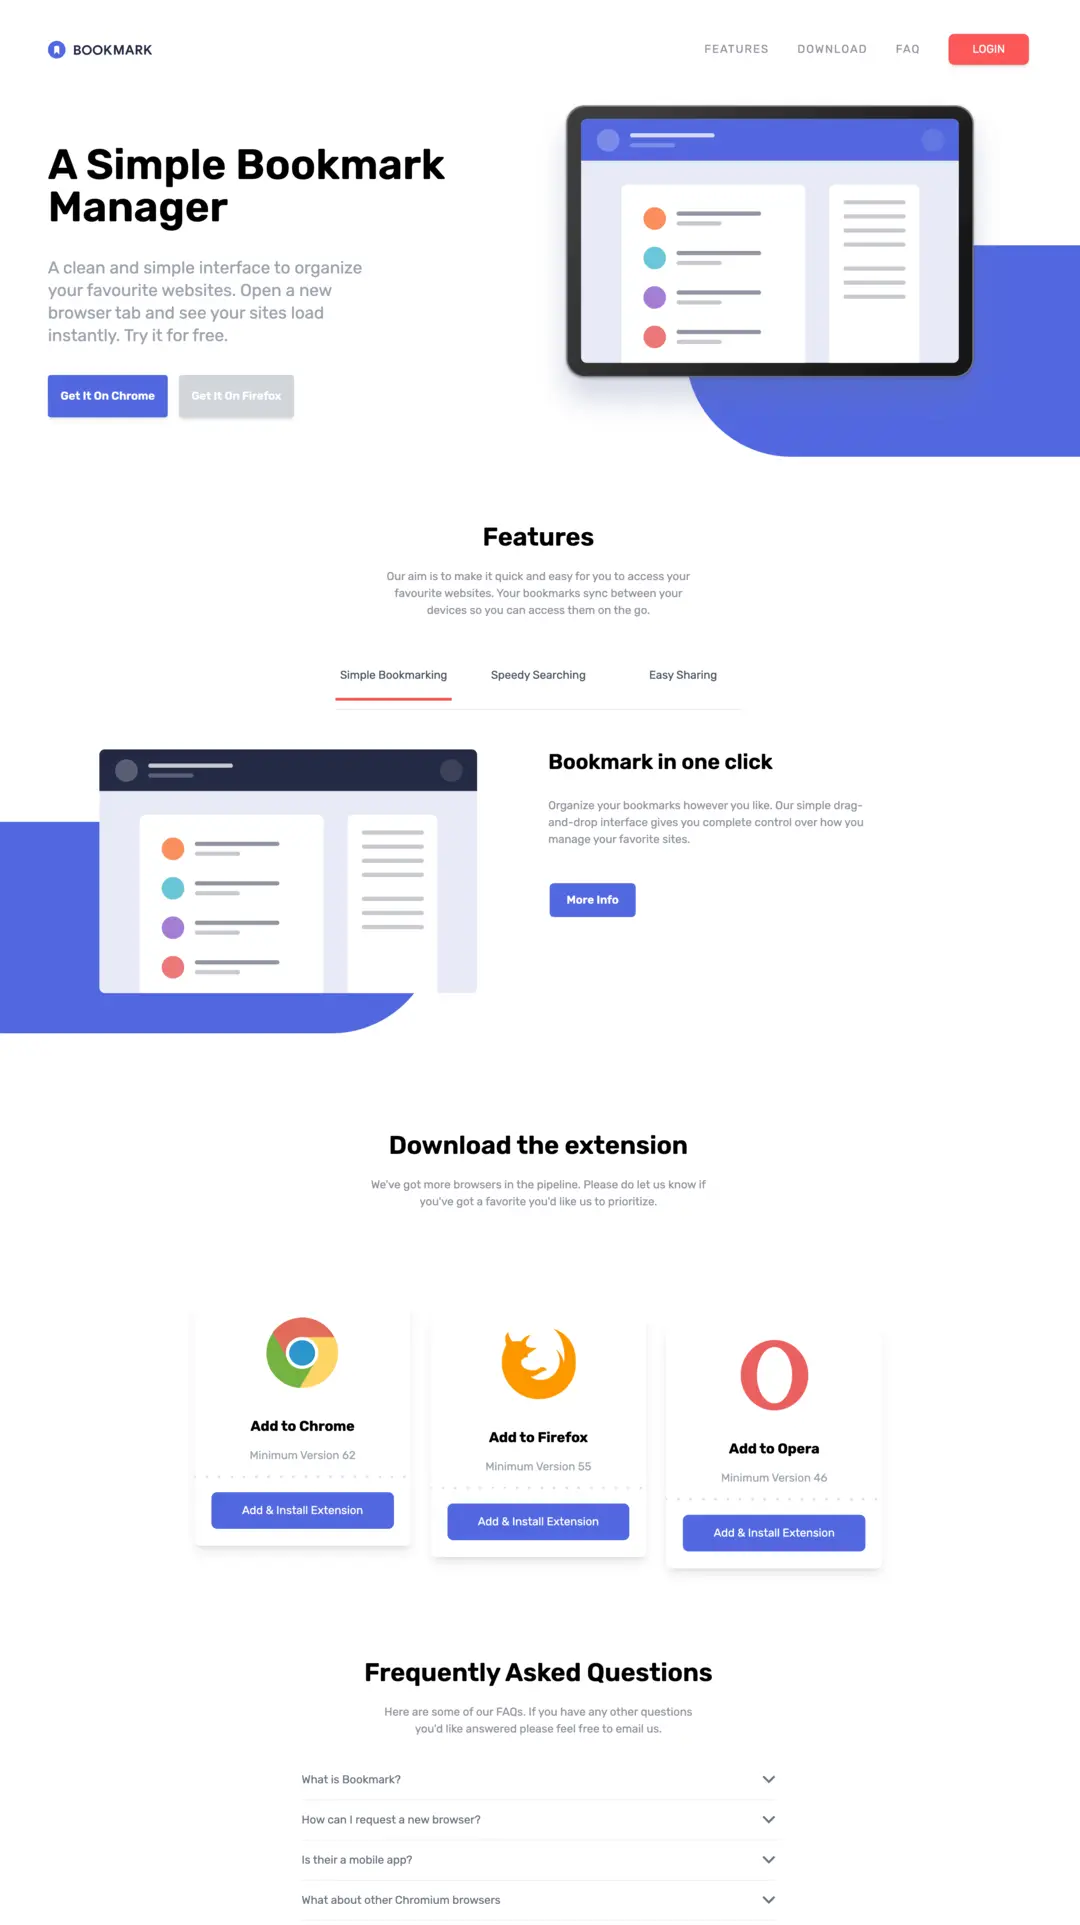 BOOKMARK
FEATURES
DOWNLOAD
FAQ
LOGIN
A Simple Bookmark
Manager
A clean and simple interface to organize
your favourite websites. Open a new
browser tab and see your sites load
instantly. Try it for free.
Get It On Chrome
Get It On Firefox
Features
Our aim is to make it quick and easy for you to access your
favourite websites. Your bookmarks sync between your
devices so you can access them on the go.
Simple Bookmarking
Speedy Searching
Easy Sharing
Bookmark in one click
Organize your bookmarks however you like. Our simple drag-
and-drop interface gives you complete control over how you
manage your favorite sites.
More Info
Download the extension
We've got more browsers in the pipeline. Please do let us know if
you've got a favorite you'd like us to prioritize.
Add to Chrome
Minimum Version 62
Add & Install Extension
Add to Firefox
Minimum Version 55
Add & Install Extension
Add to Opera
Minimum Version 46
Add & Install Extension
Frequently Asked Questions
Here are some of our FAQs. If you have any other questions
you'd like answered please feel free to email us.
What is Bookmark?
How can I request a new browser?
Is their a mobile app?
What about other Chromium browsers